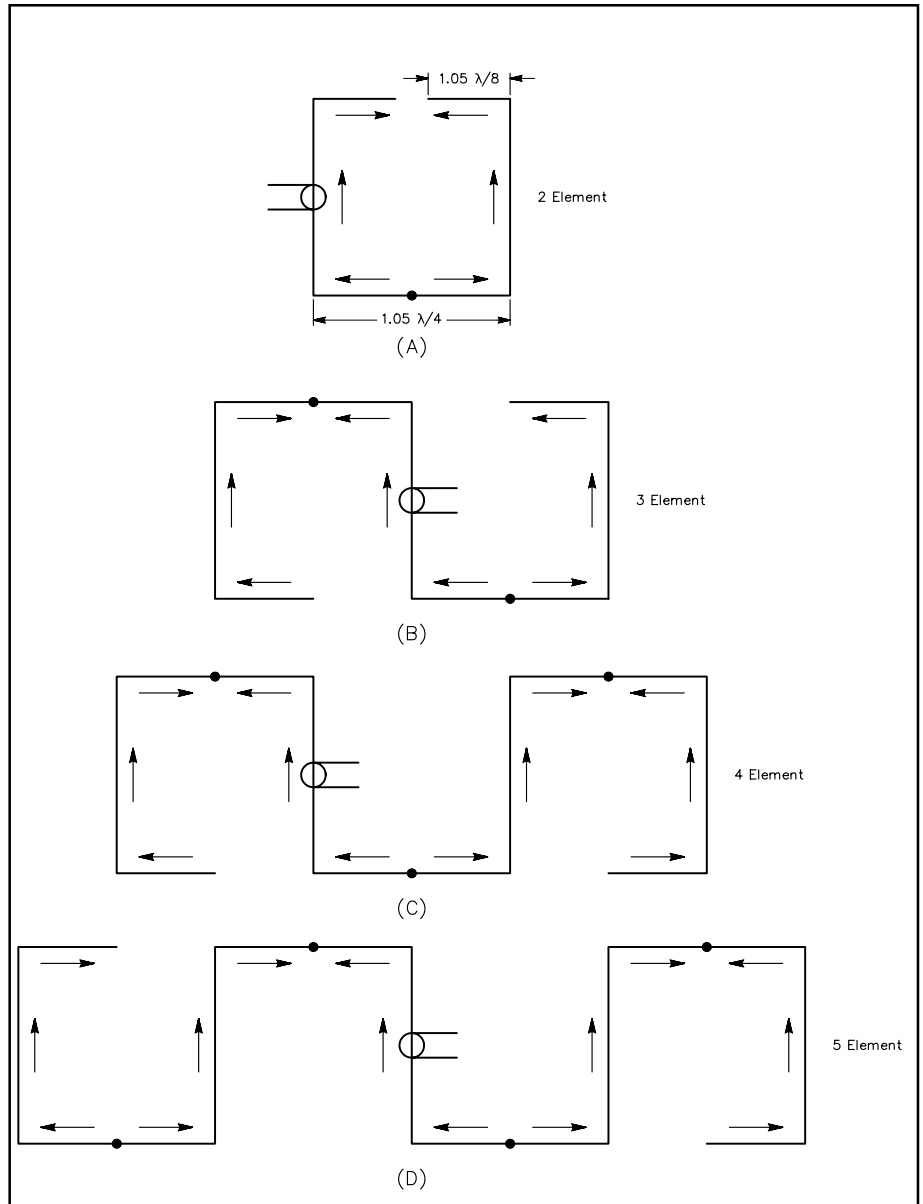 1.05 λ/8
2 Element
1.05 λ/4
(A)
3 Element
(B)
4 Element
(C)
5 Element
(D)